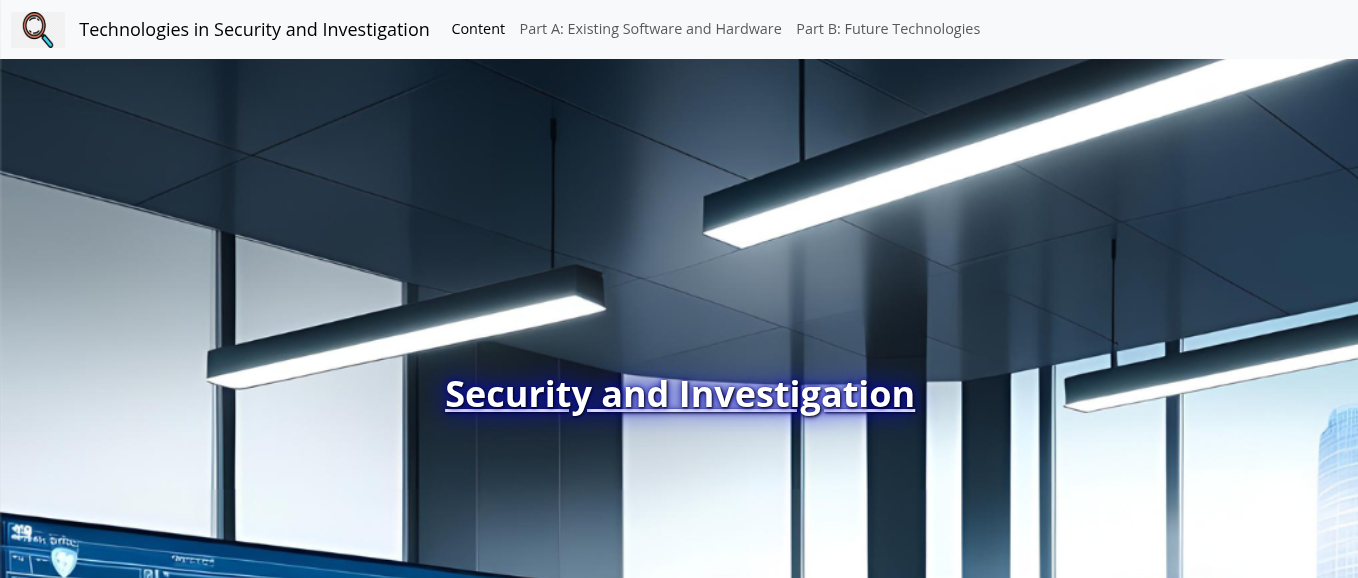 Technologies in Security and Investigation Content Part A: Existing Software and Hardware Part B: Future Technologies
Security and Investigation